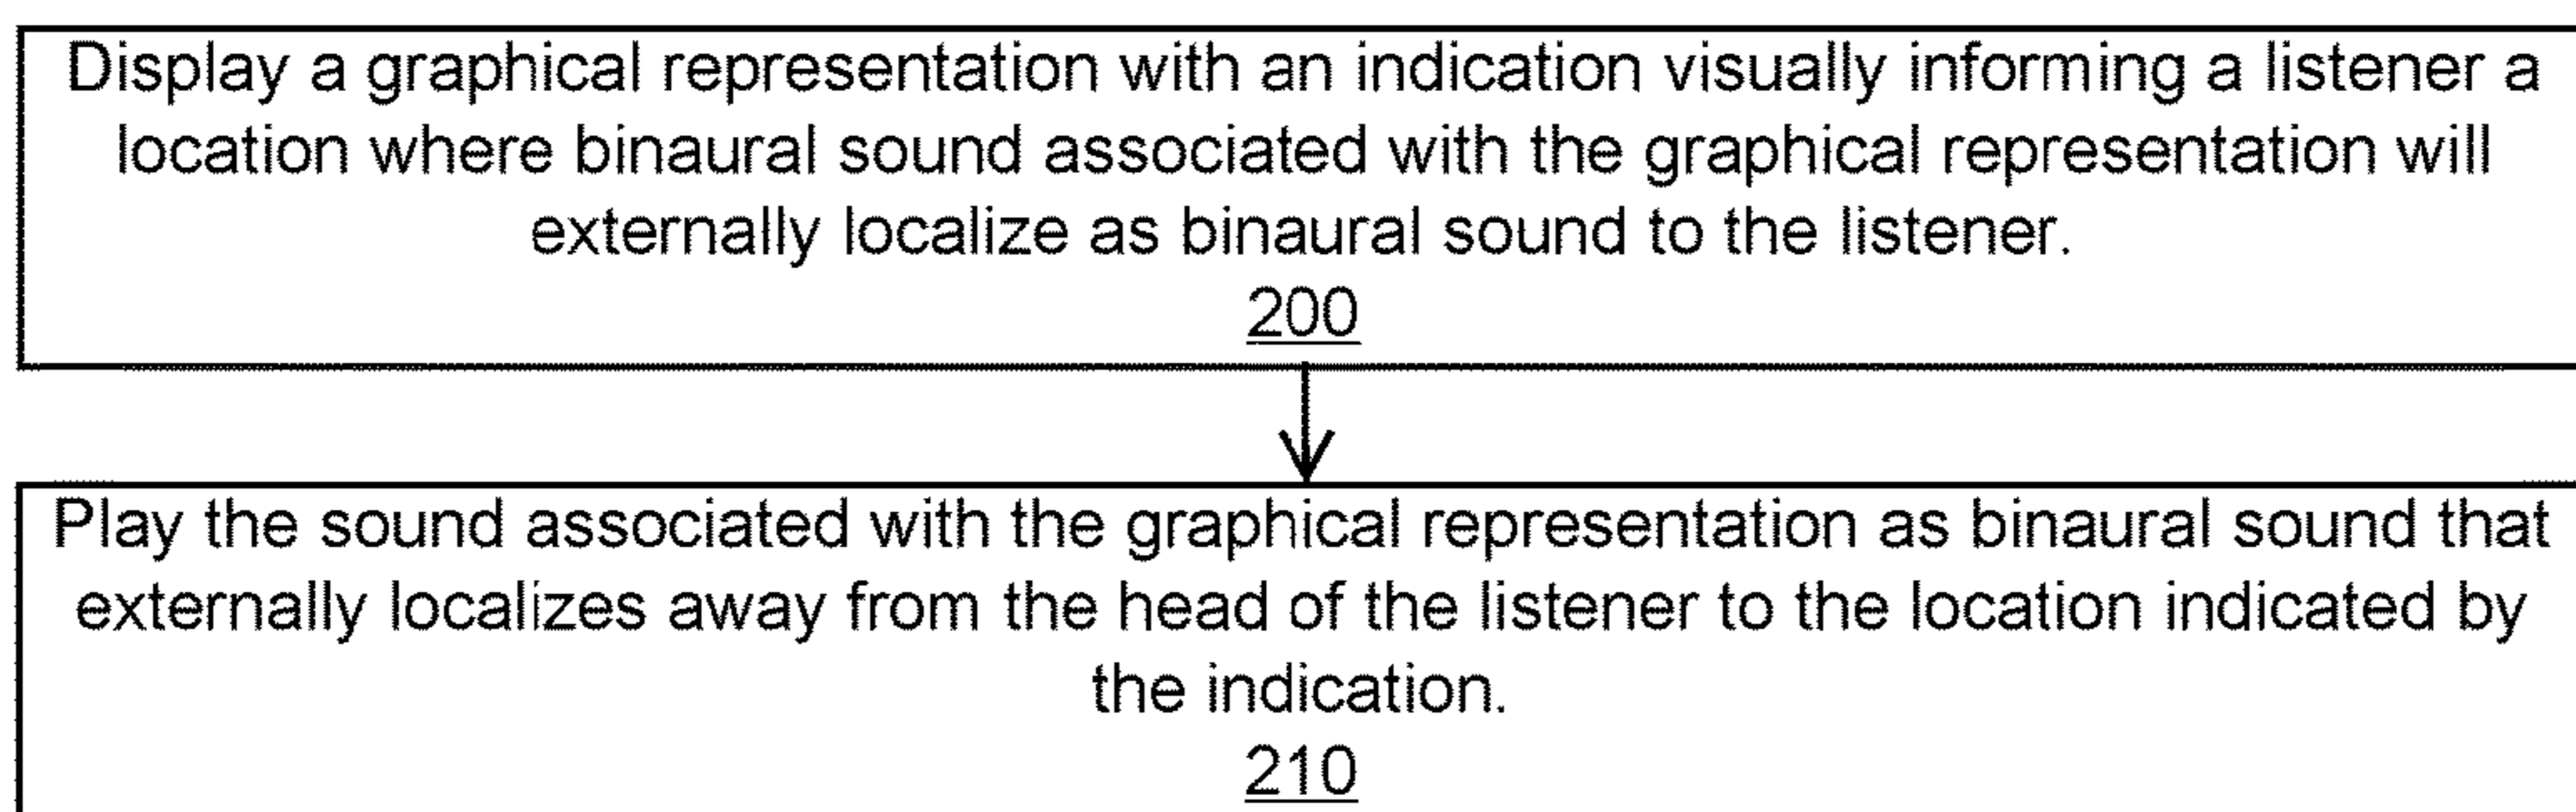 Display a graphical representation with an indication visually informing a listener a
location where binaural sound associated with the graphical representation will
externally localize as binaural sound to the listener.
200
Play the sound associated with the graphical representation as binaural sound that
externally localizes away from the head of the listener to the location indicated by
the indication.
210